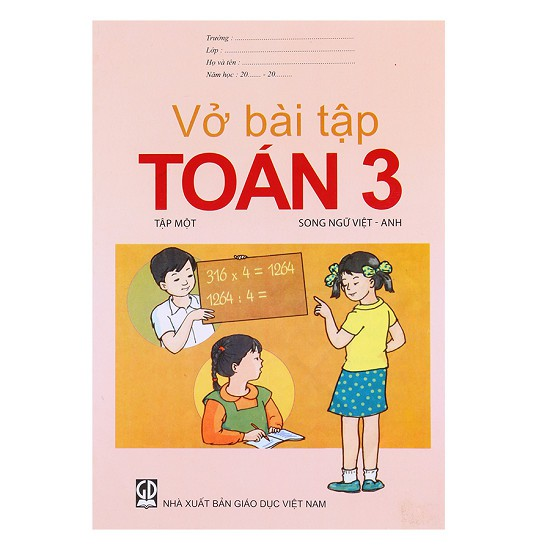 Trường : ................................................
Lớp : .....................................................
Họ và tên : .............................................
Năm học : 20....... - 20.........
Vở bài tập
TOÁN 3
TẬP MỘT
SONG NGỮ VIỆT - ANH
316 x 4 = 1264
1264 : 4 =
GD
NHÀ XUẤT BẢN GIÁO DỤC VIỆT NAM